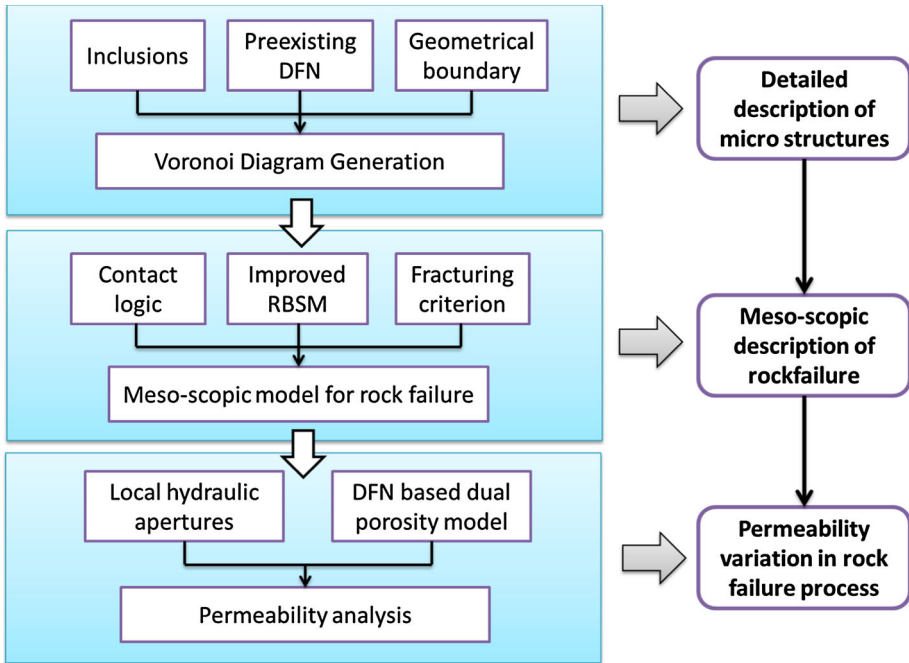 Inclusions
Preexisting
DFN
Geometrical
boundary
Voronoi Diagram Generation
Detailed
description of
micro structures
Contact
logic
Improved
RBSM
Fracturing
criterion
Meso-scopic model for rock failure
Meso-scopic
description of
rockfailure
Local hydraulic
apertures
DFN based dual
porosity model
Permeability analysis
Permeability
variation in rock
failure process